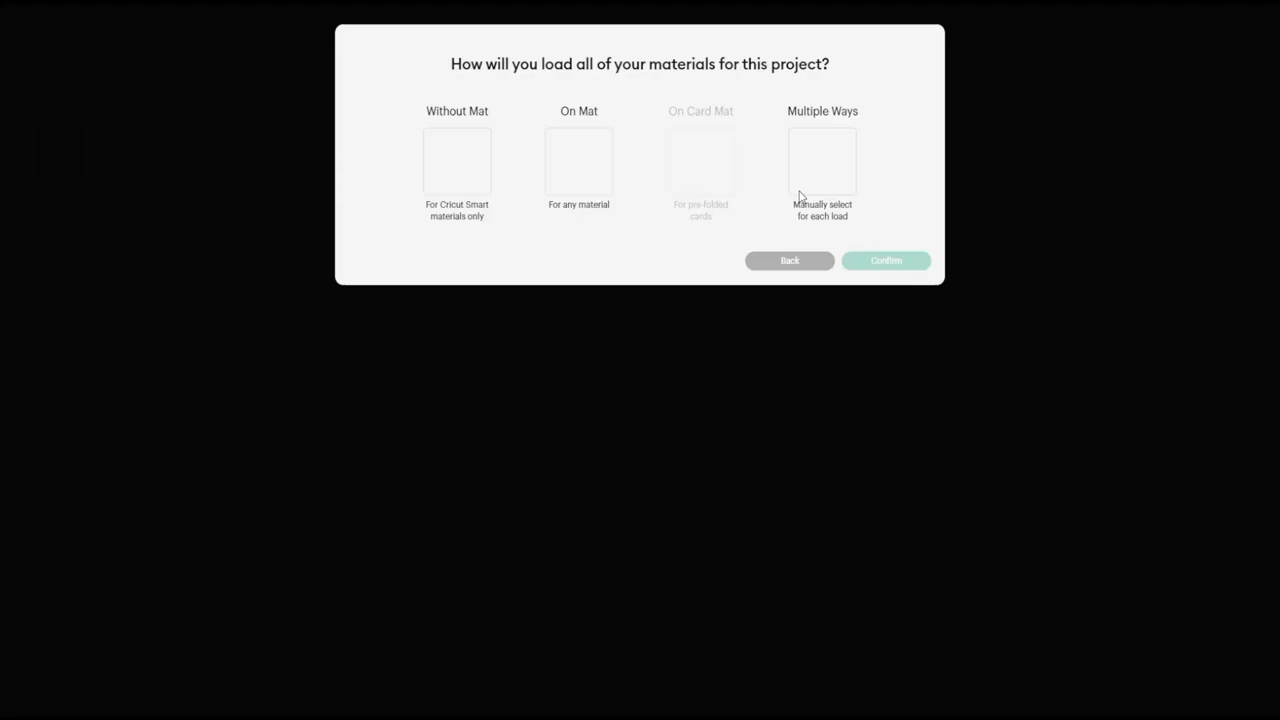 How will you load all of your materials for this project?
Without Mat
On Mat
On Card Mat
Multiple Ways
For Cricut Smart
materials only
For any material
For pre-folded
cards
Manually select
for each load
Back
Confirm